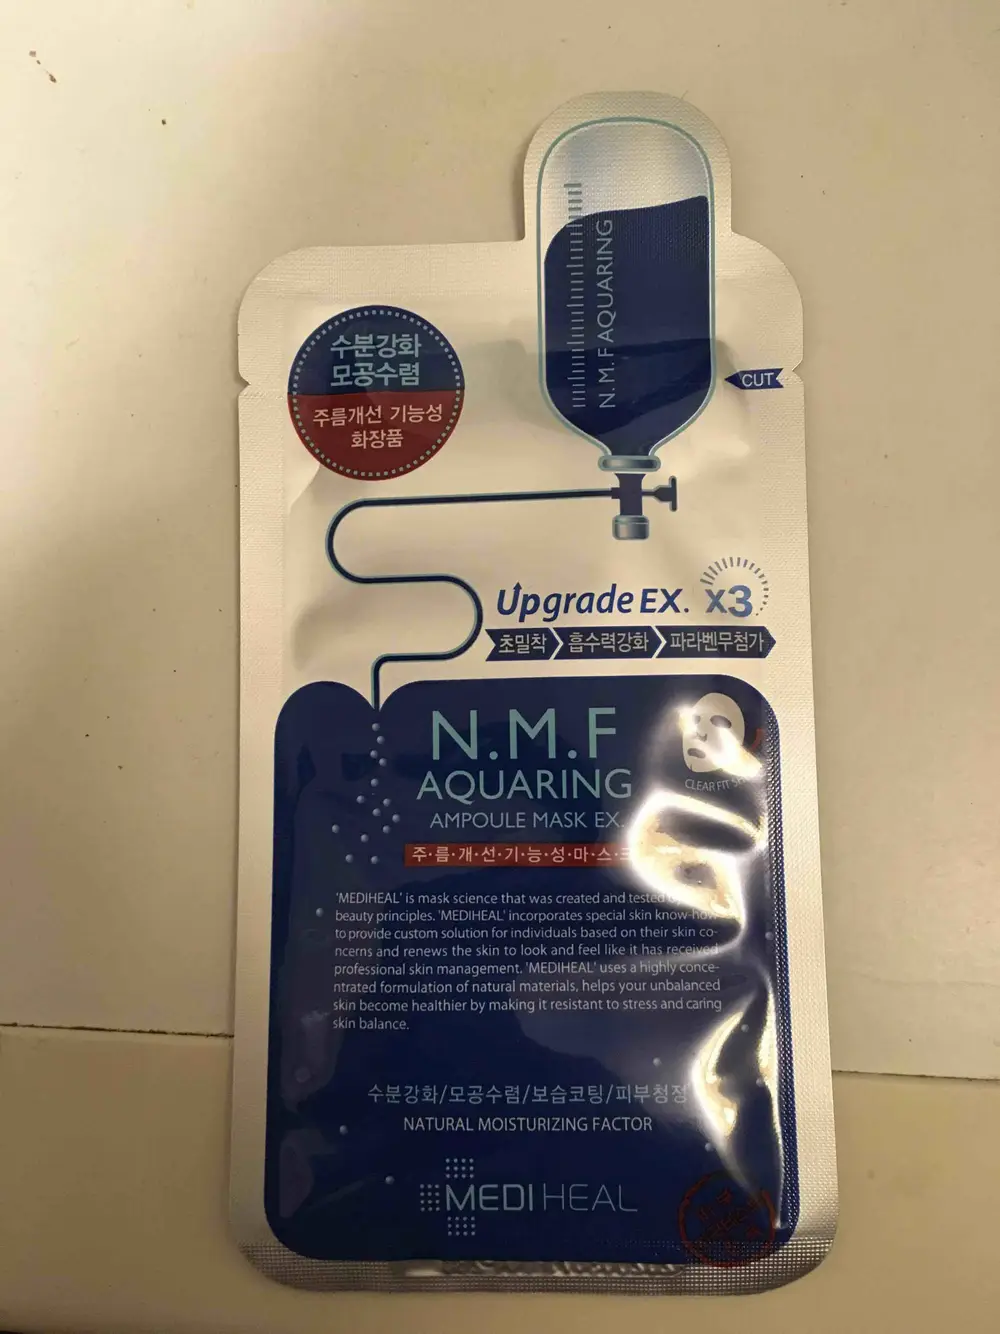 N.M.F AQUARING
수분강화
모공수렴
주름개선 기능성
화장품
CUT
Upgrade EX. x3
초밀착 흡수력강화 파라벤무첨가
N.M.F
AQUARING
AMPOULE MASK EX.
CLEAR FIT
주·름·개·선·기·능·성·마·스·크
'MEDIHEAL' is mask science that was created and tested
beauty principles. 'MEDIHEAL' incorporates special skin know-how
to provide custom solution for individuals based on their skin co-
ncerns and renews the skin to look and feel like it has received
professional skin management. 'MEDIHEAL' uses a highly conce-
ntrated formulation of natural materials, helps your unbalanced
skin become healthier by making it resistant to stress and caring
skin balance.
수분강화/모공수렴/보습코팅/피부청정
NATURAL MOISTURIZING FACTOR
MEDIHEAL